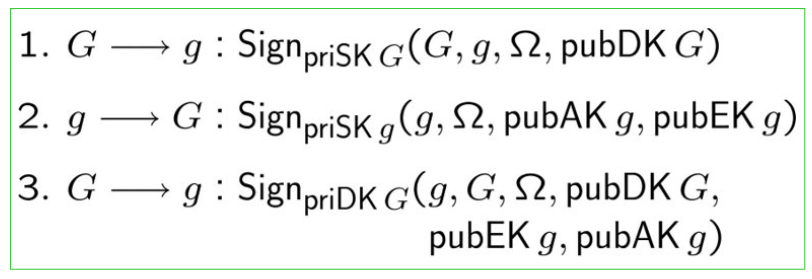 1. G ⟶ g : Sign_{priSK G}(G, g, Ω, pubDK G)
2. g ⟶ G : Sign_{priSK g}(g, Ω, pubAK g, pubEK g)
3. G ⟶ g : Sign_{priDK G}(g, G, Ω, pubDK G,
pubEK g, pubAK g)